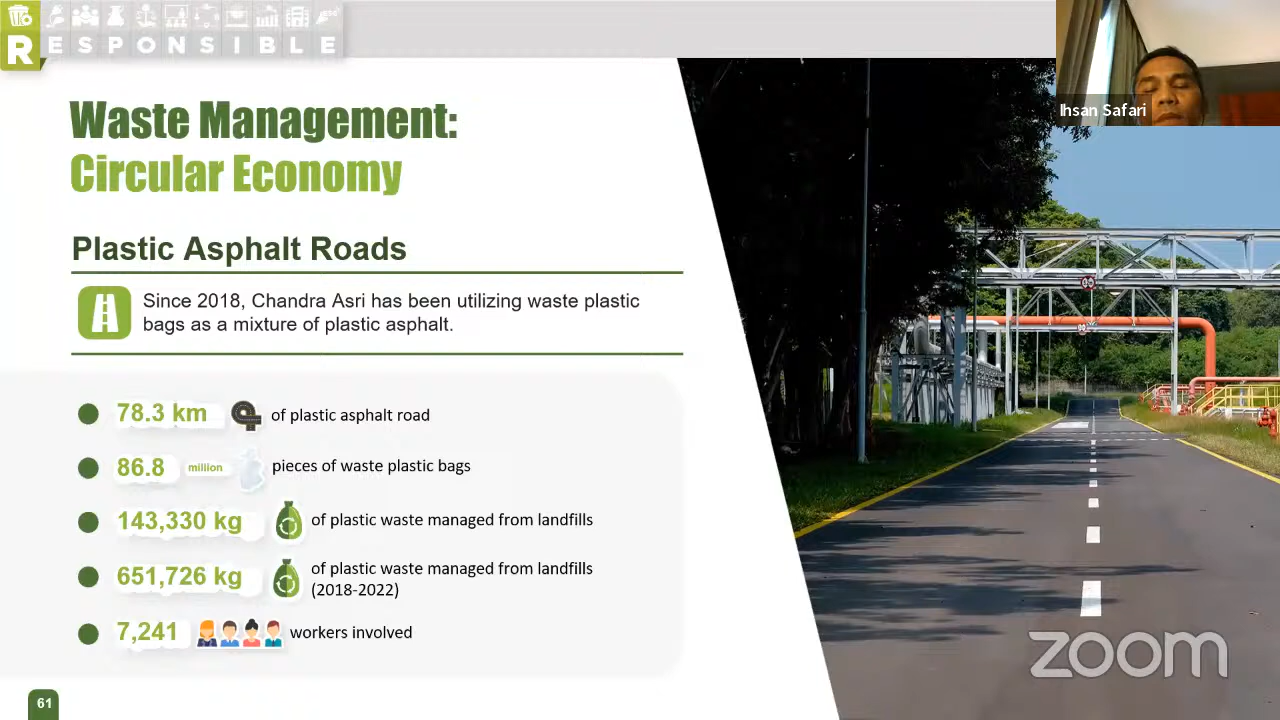 RESPONSIBLE
Ihsan Safari
Waste Management:
Circular Economy
Plastic Asphalt Roads
Since 2018, Chandra Asri has been utilizing waste plastic
bags as a mixture of plastic asphalt.
78.3 km of plastic asphalt road
86.8 million pieces of waste plastic bags
143,330 kg of plastic waste managed from landfills
651,726 kg of plastic waste managed from landfills
(2018-2022)
7,241 workers involved
zoom
61